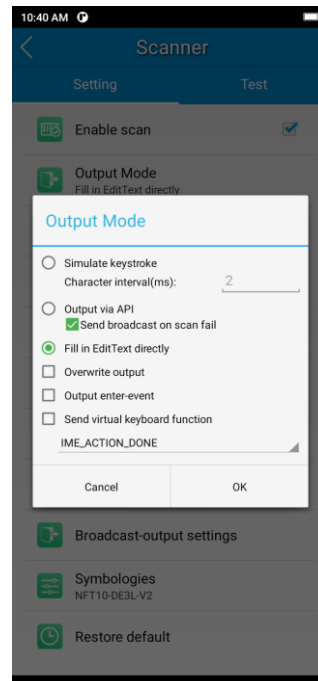 10:40 AM
Scanner
Setting
Test
Enable scan
Output Mode
Fill in EditText directly
Output Mode
Simulate keystroke
Character interval(ms):
2
Output via API
Send broadcast on scan fail
Fill in EditText directly
Overwrite output
Output enter-event
Send virtual keyboard function
IME_ACTION_DONE
Cancel
OK
Broadcast-output settings
Symbologies
NFT10-DE3L-V2
Restore default